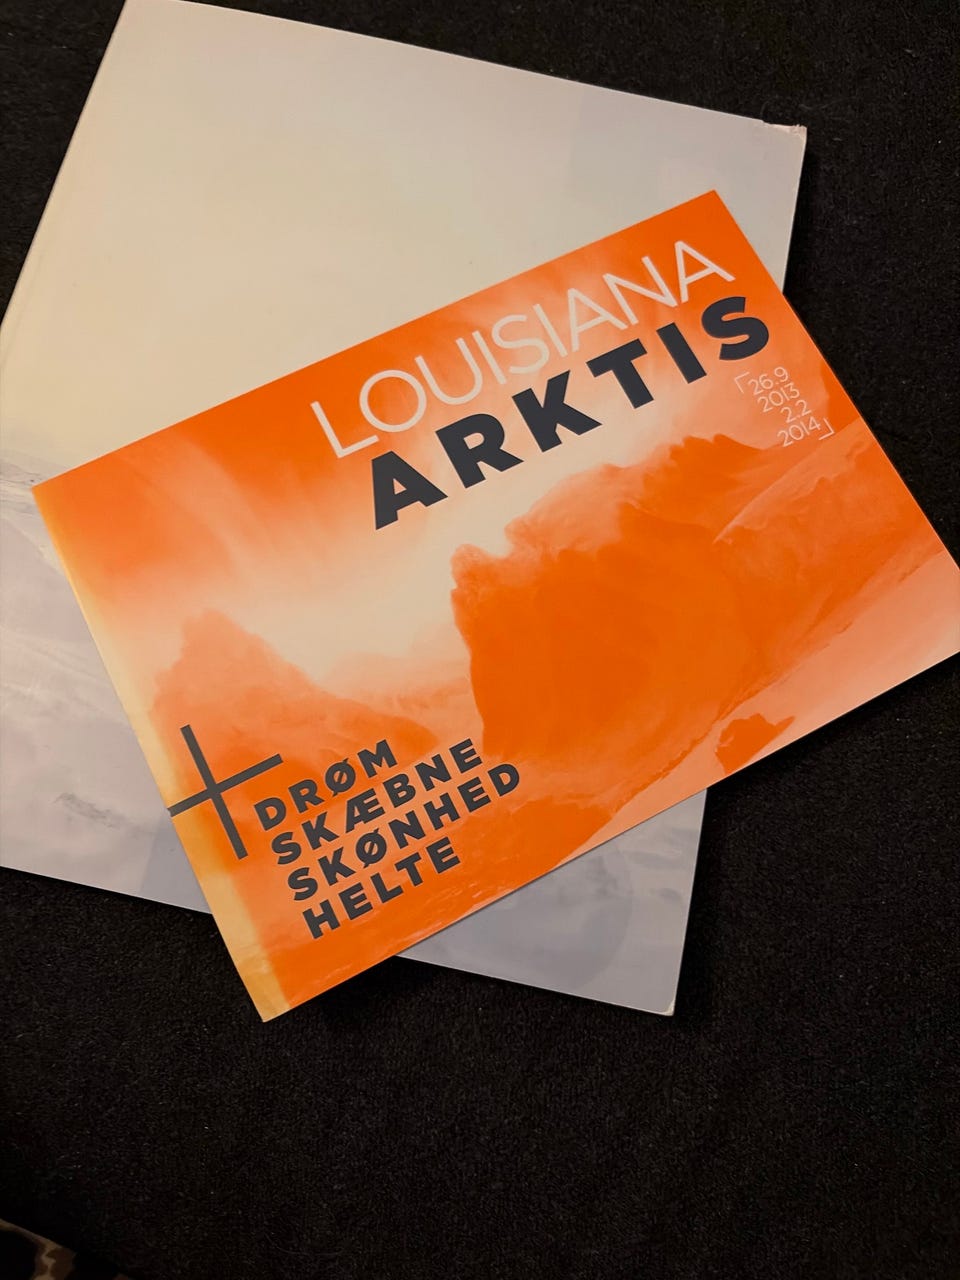 LOUISIANA
ARKTIS
「26.9
2013
2.2
2014」
DRØM
SKÆBNE
SKØNHED
HELTE